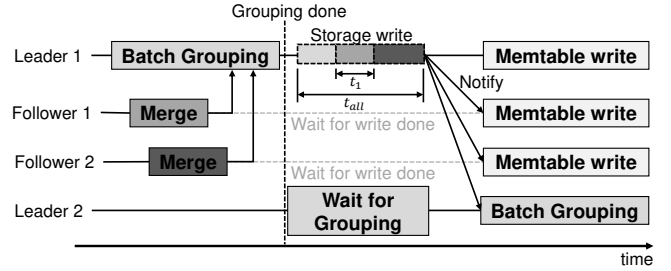 Grouping done
Storage write
Leader 1
Batch Grouping
Memtable write
t₁
Notify
t_all
Follower 1
Merge
Wait for write done
Memtable write
Follower 2
Merge
Wait for write done
Memtable write
Leader 2
Wait for
Grouping
Batch Grouping
time